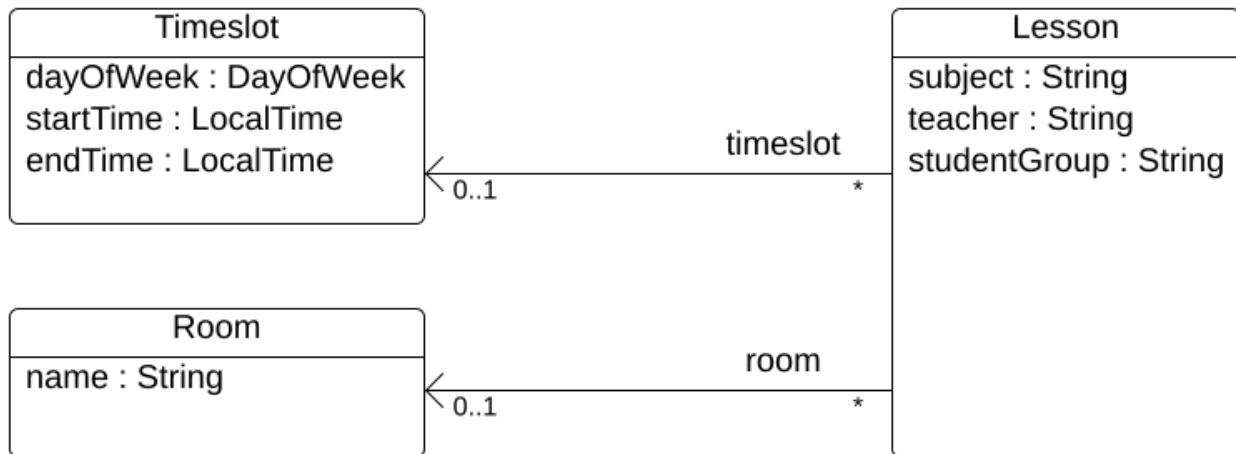 Timeslot
dayOfWeek : DayOfWeek
startTime : LocalTime
endTime : LocalTime
timeslot
0..1
*
Lesson
subject : String
teacher : String
studentGroup : String
Room
name : String
room
0..1
*